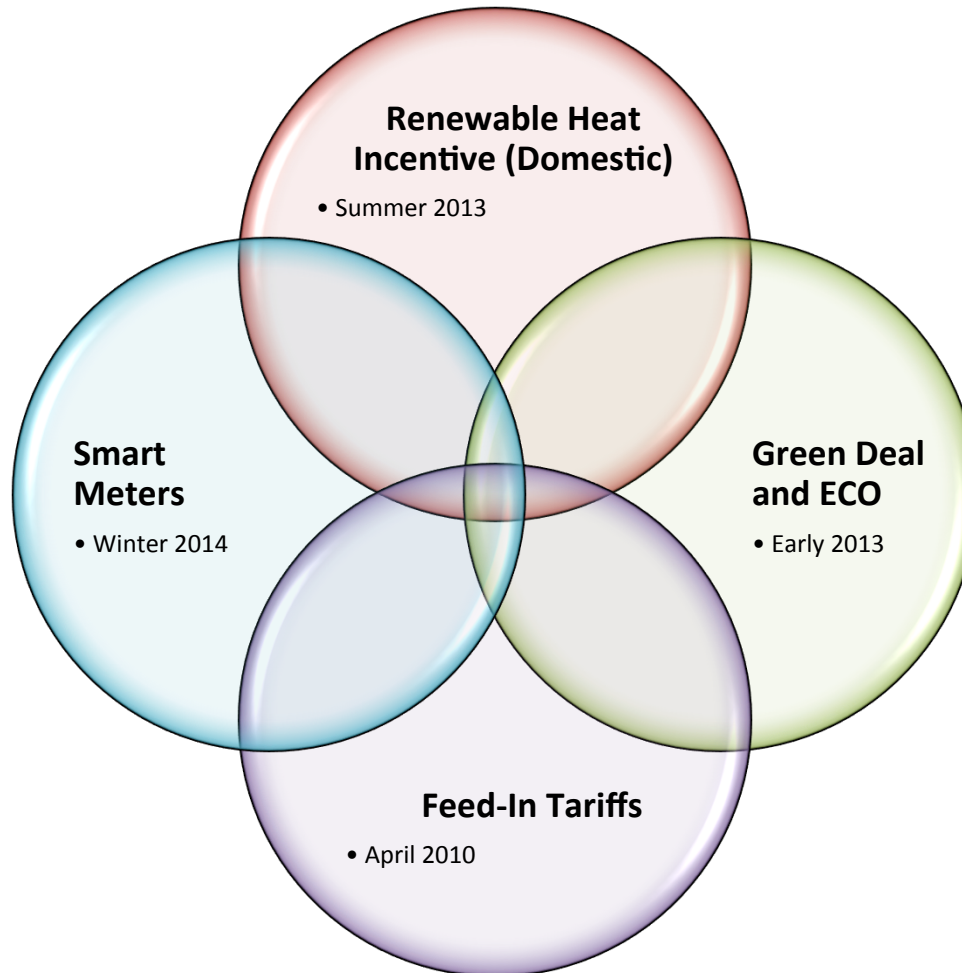 Renewable Heat
Incentive (Domestic)
• Summer 2013
Smart
Meters
• Winter 2014
Green Deal
and ECO
• Early 2013
Feed-In Tariffs
• April 2010